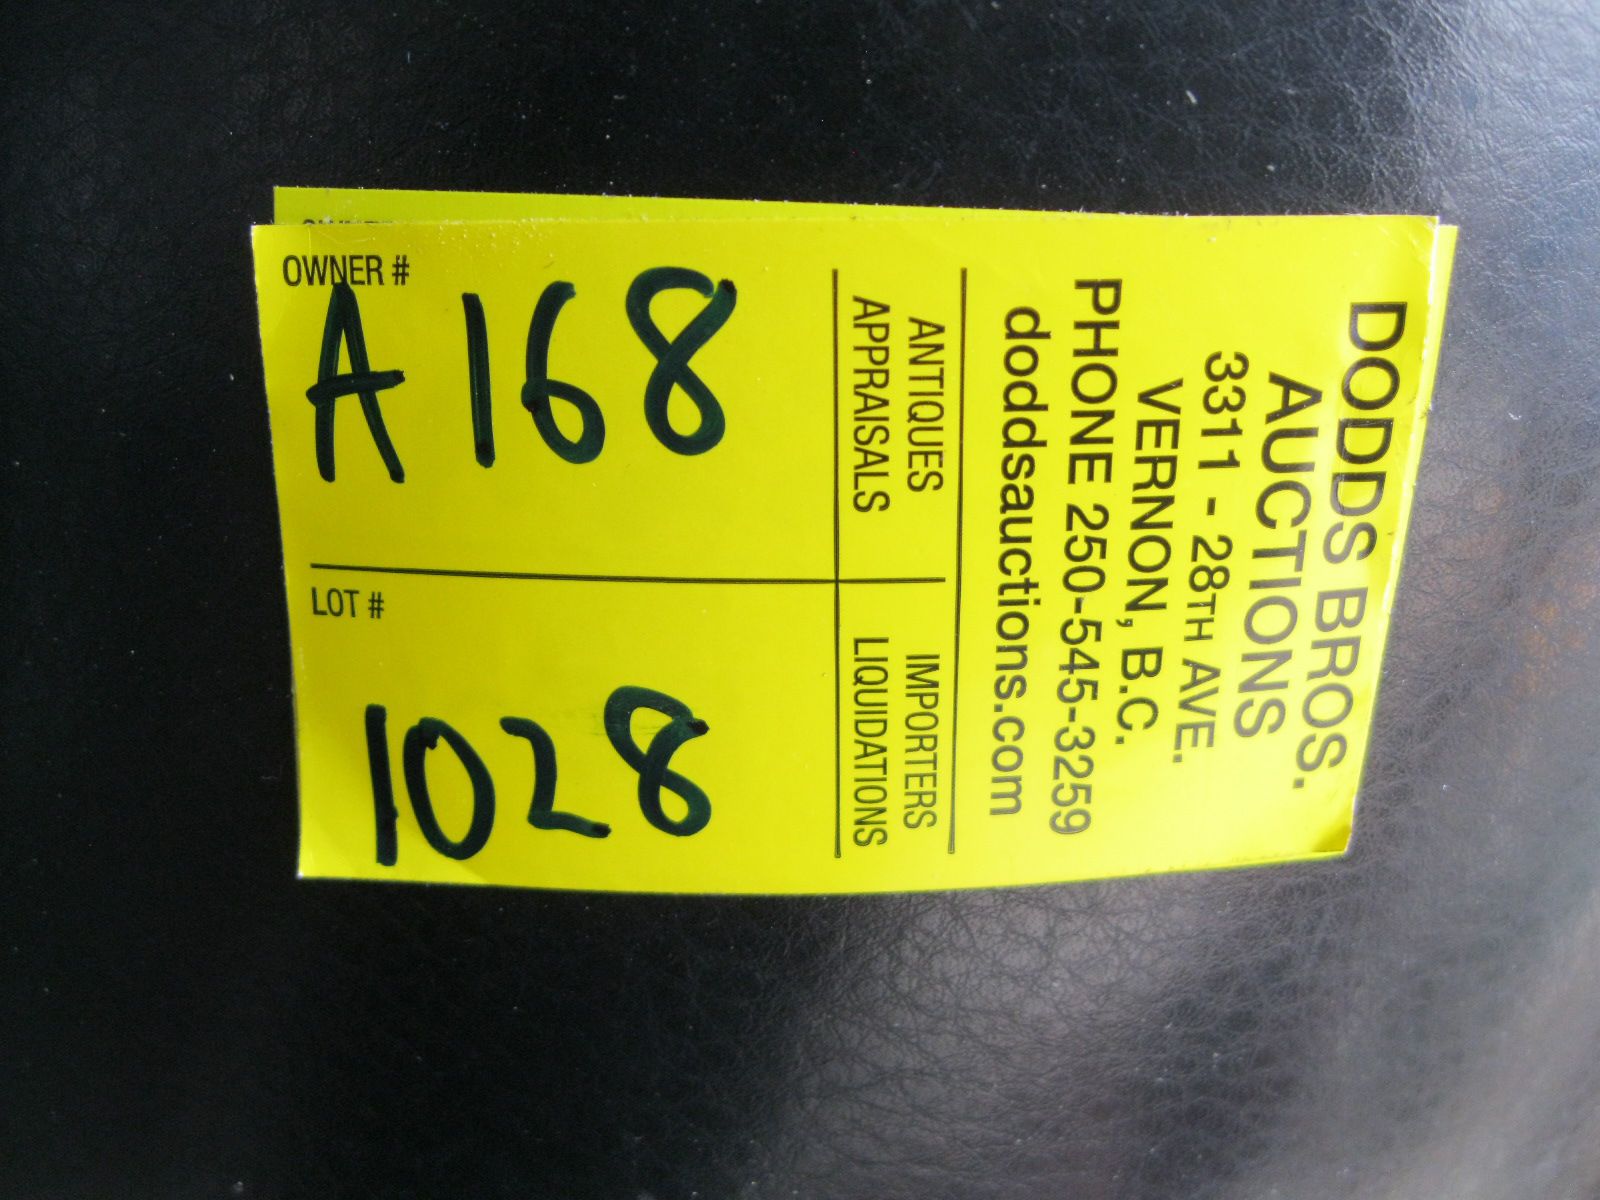 OWNER #
A 168
LOT #
1028
ANTIQUES
APPRAISALS
IMPORTERS
LIQUIDATIONS
DODDS BROS.
AUCTIONS
3311 - 28TH AVE.
VERNON, B.C.
PHONE 250-545-3259
doddsauctions.com